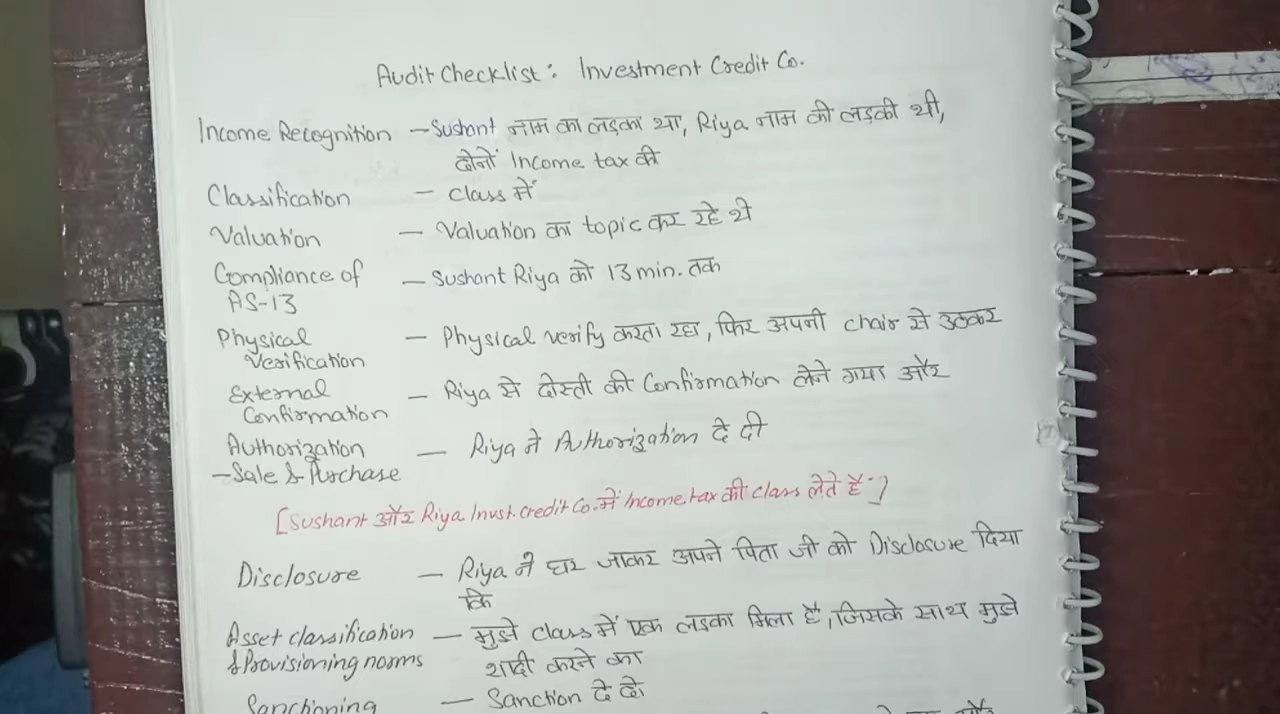 Audit Checklist: Investment Credit Co.
Income Recognition – Sushant नाम का लड़का था, Riya नाम की लड़की थी,
दोनों Income tax की
Classification – class में
Valuation – Valuation का topic कर रहे थे
Compliance of – Sushant Riya को 13 min. तक
AS-13
Physical – Physical verify करता रहा, फिर अपनी chair से उठकर
Verification
External – Riya से दोस्ती की Confirmation लेने गया और
Confirmation
Authorization – Riya ने Authorization दे दी
– Sale & Purchase
[Sushant और Riya Invst. credit Co. में Income tax की class लेते हैं।]
Disclosure – Riya ने घर जाकर अपने पिता जी को Disclosure दिया
कि
Asset classification – मुझे class में एक लड़का मिला है, जिसके साथ मुझे
& Provisioning norms शादी करने का
Sanctioning – Sanction दे दो